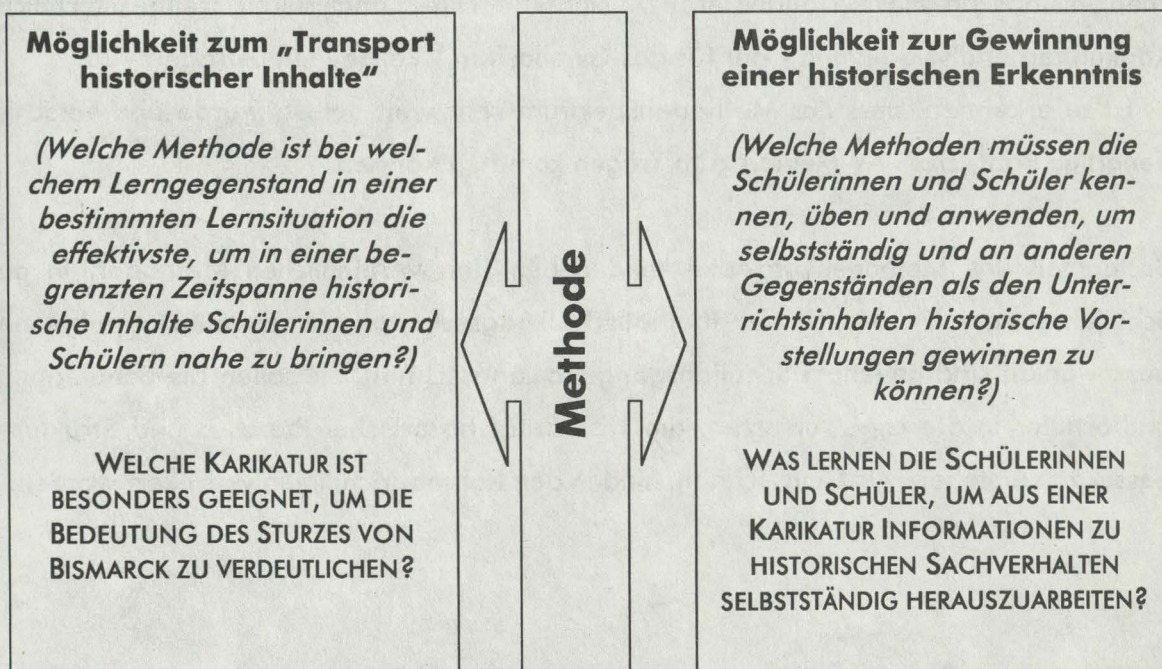 Möglichkeit zum „Transport
historischer Inhalte“
(Welche Methode ist bei wel-
chem Lerngegenstand in einer
bestimmten Lernsituation die
effektivste, um in einer be-
grenzten Zeitspanne histori-
sche Inhalte Schülerinnen und
Schülern nahe zu bringen?)
WELCHE KARIKATUR IST
BESONDERS GEEIGNET, UM DIE
BEDEUTUNG DES STURZES VON
BISMARCK ZU VERDEUTLICHEN?
Methode
Möglichkeit zur Gewinnung
einer historischen Erkenntnis
(Welche Methoden müssen die
Schülerinnen und Schüler ken-
nen, üben und anwenden, um
selbstständig und an anderen
Gegenständen als den Unter-
richtsinhalten historische Vor-
stellungen gewinnen zu
können?)
WAS LERNEN DIE SCHÜLERINNEN
UND SCHÜLER, UM AUS EINER
KARIKATUR INFORMATIONEN ZU
HISTORISCHEN SACHVERHALTEN
SELBSTSTÄNDIG HERAUSZUARBEITEN?